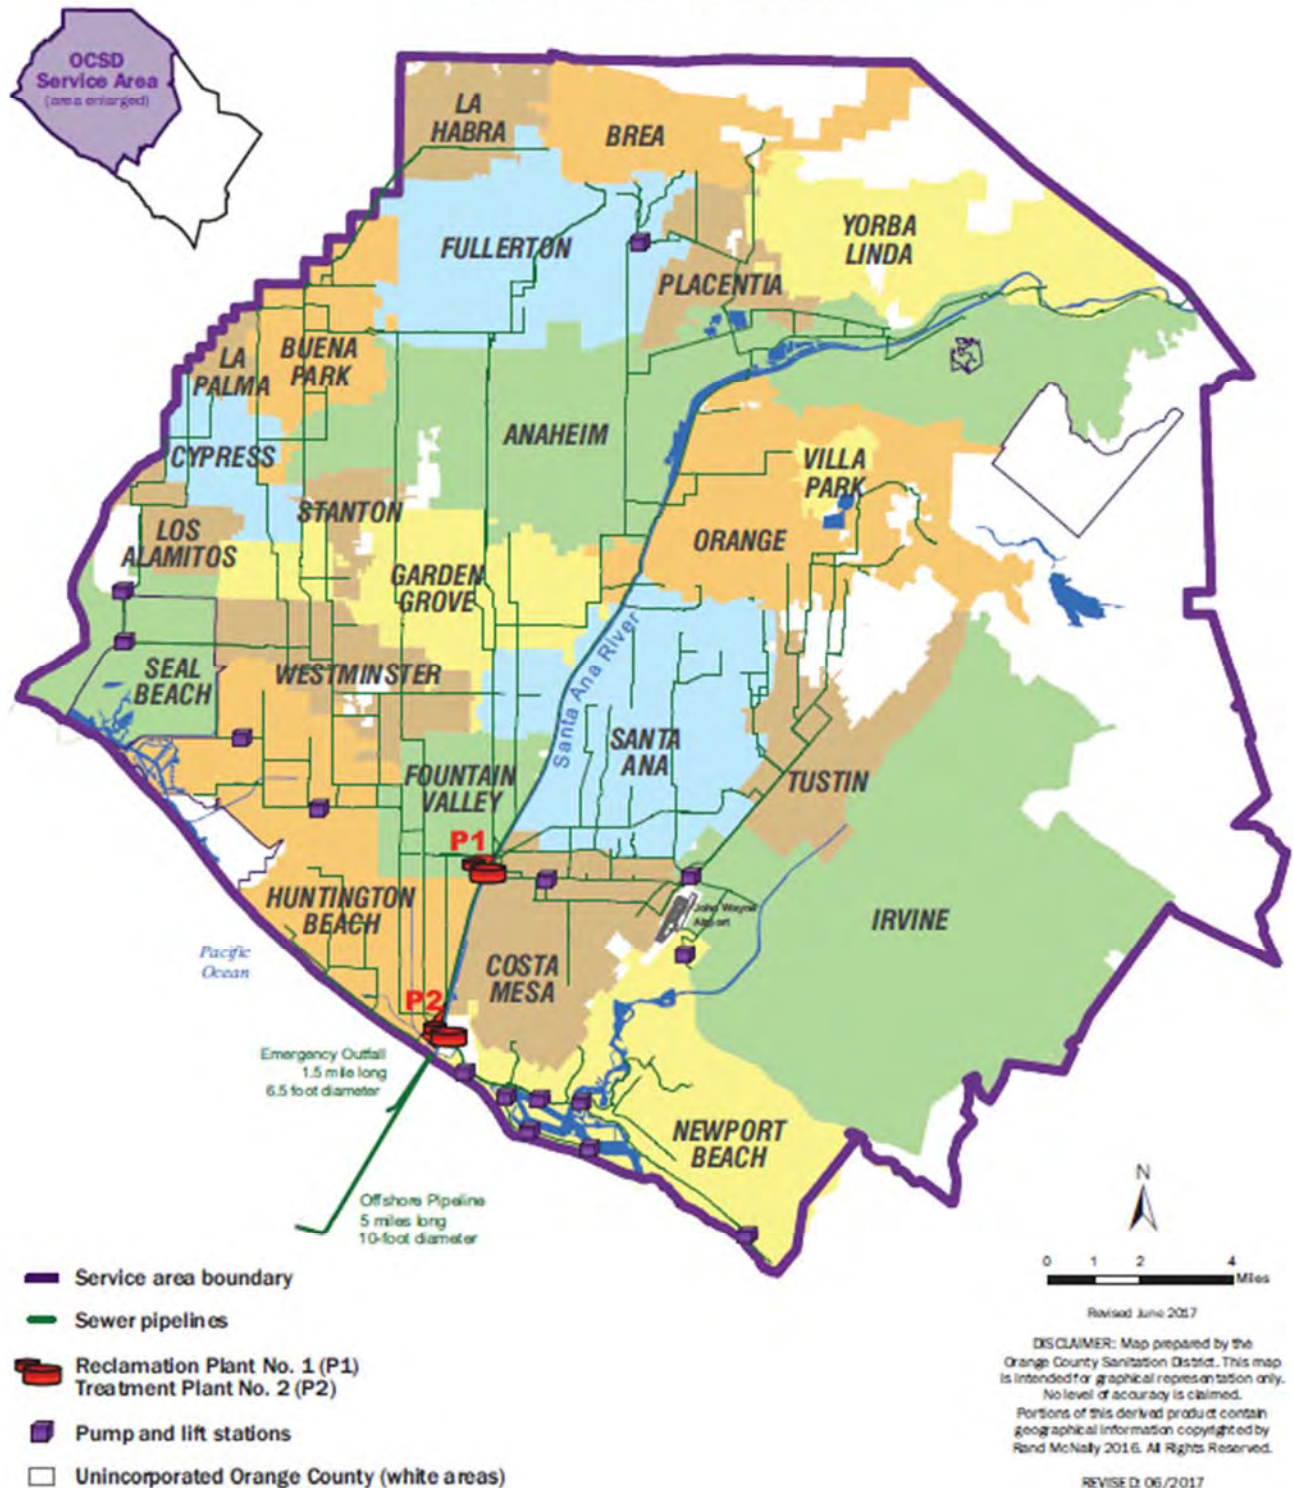 OCSD
Service Area
(area enlarged)
LA
HABRA
BREA
FULLERTON
YORBA
LINDA
PLACENTIA
LA
PALMA
BUENA
PARK
ANAHEIM
CYPRESS
VILLA
PARK
STANTON
LOS
ALAMITOS
ORANGE
GARDEN
GROVE
Santa Ana River
SEAL
BEACH
WESTMINSTER
SANTA
ANA
FOUNTAIN
VALLEY
TUSTIN
P1
HUNTINGTON
BEACH
John Wayne
Airport
IRVINE
Pacific
Ocean
COSTA
MESA
P2
Emergency Outfall
1.5 mile long
6.5 foot diameter
NEWPORT
BEACH
Offshore Pipeline
5 miles long
10-foot diameter
N
0 1 2 4
Miles
Service area boundary
Sewer pipelines
Reclamation Plant No. 1 (P1)
Treatment Plant No. 2 (P2)
Pump and lift stations
Unincorporated Orange County (white areas)
Revised June 2017
DISCLAIMER: Map prepared by the
Orange County Sanitation District. This map
is intended for graphical representation only.
No level of accuracy is claimed.
Portions of this derived product contain
geographical information copyrighted by
Rand McNally 2016. All Rights Reserved.
REVISED: 06/2017